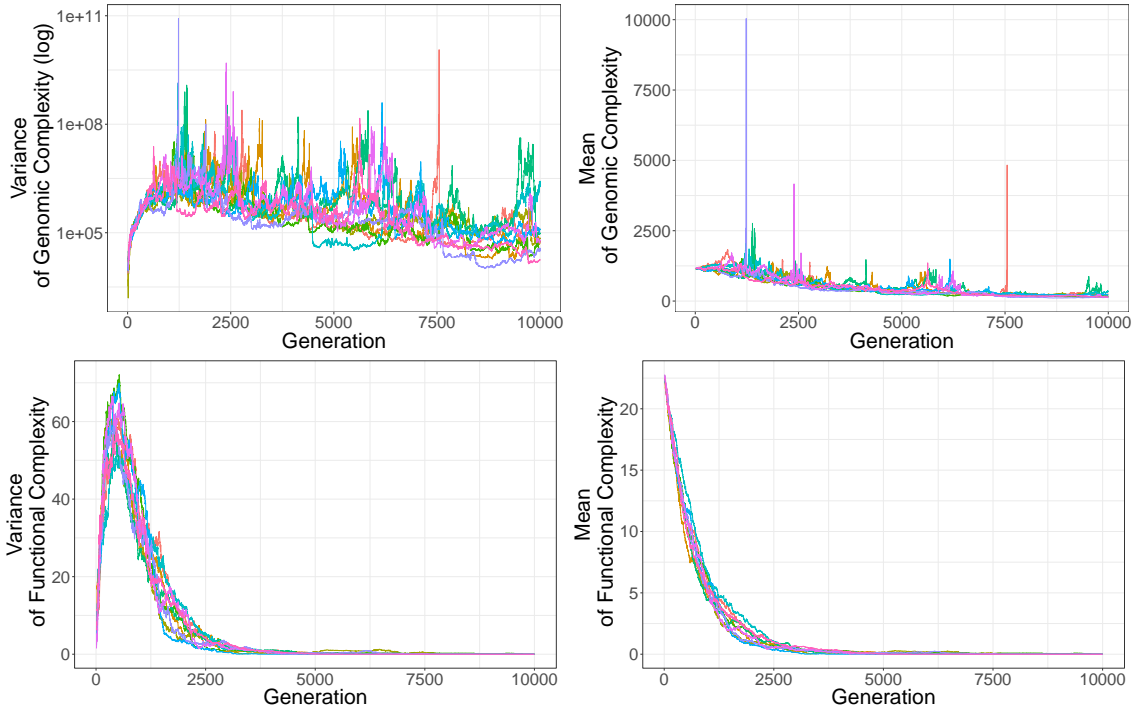 Variance
of Genomic Complexity (log)
1e+11
1e+08
1e+05
0 2500 5000 7500 10000
Generation
Mean
of Genomic Complexity
10000
7500
5000
2500
0
0 2500 5000 7500 10000
Generation
Variance
of Functional Complexity
60
40
20
0
0 2500 5000 7500 10000
Generation
Mean
of Functional Complexity
20
15
10
5
0
0 2500 5000 7500 10000
Generation